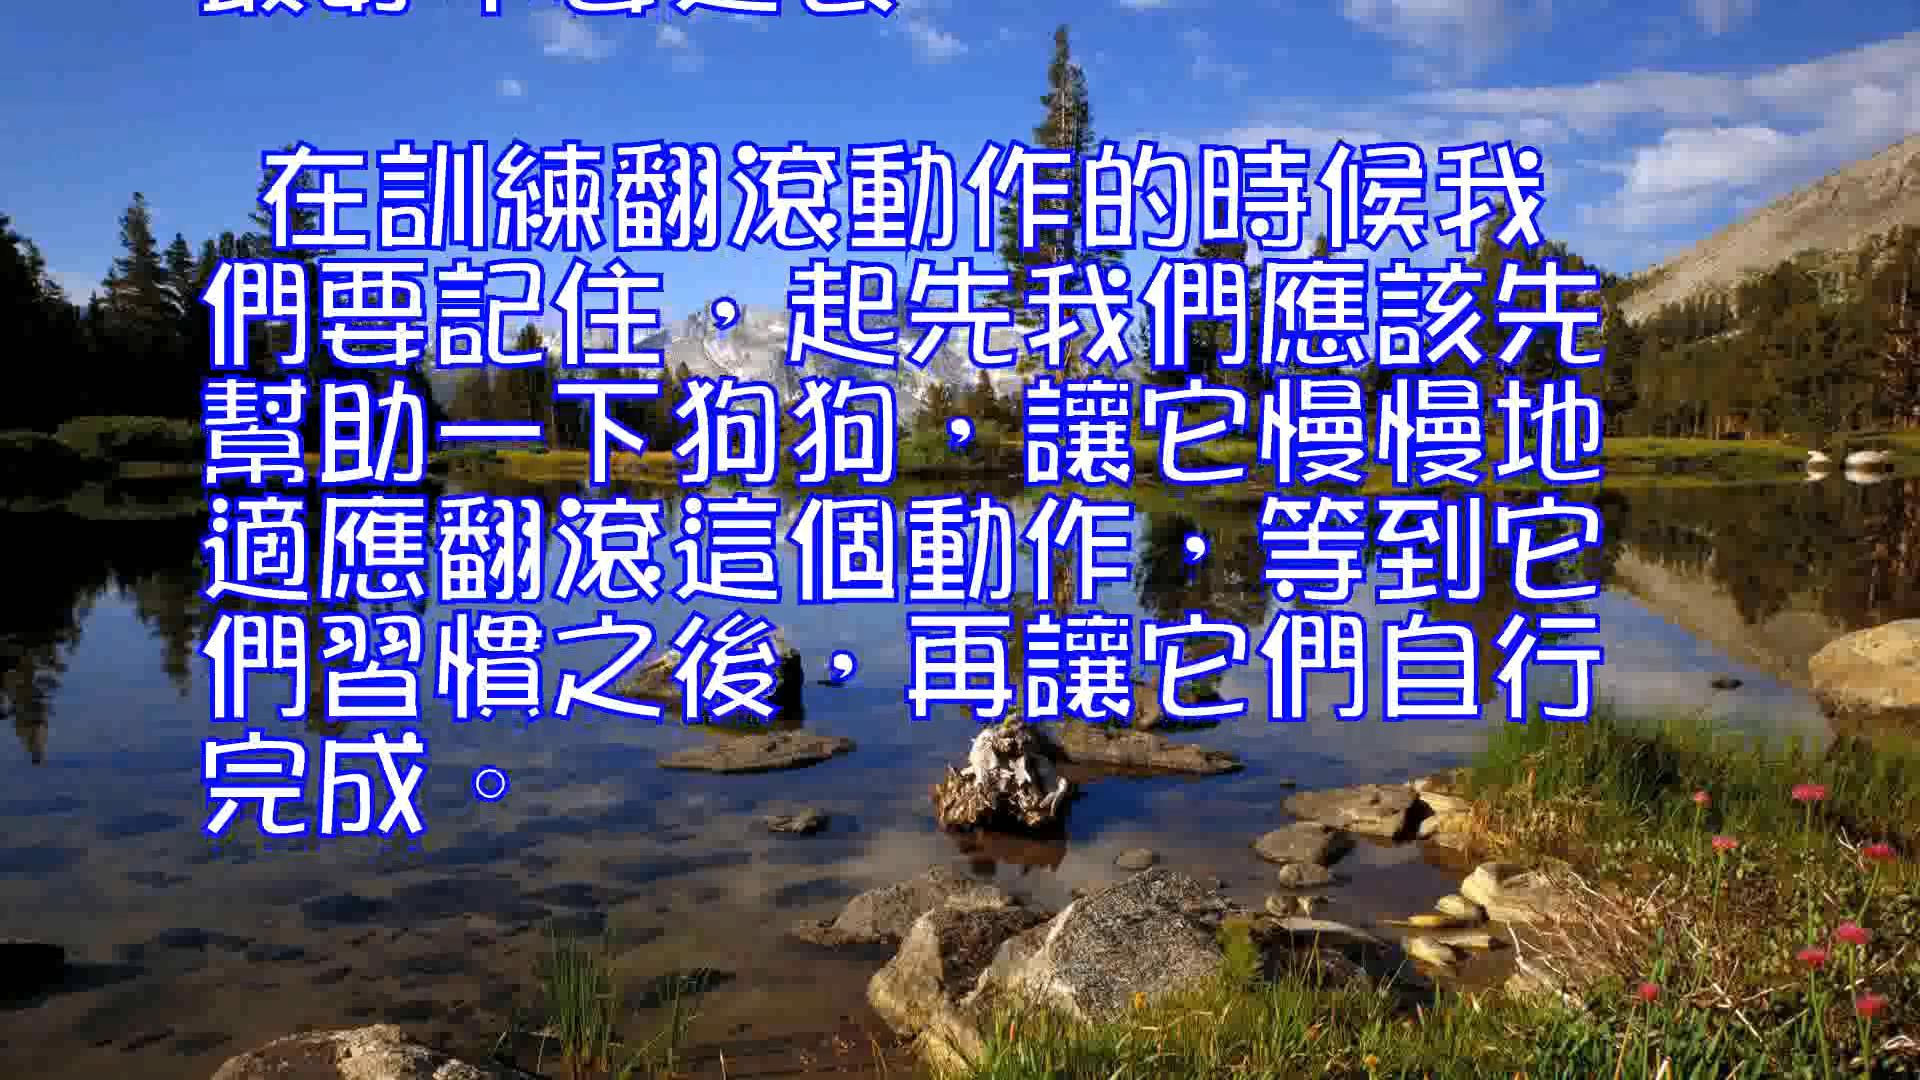 在訓練翻滾動作的時候我
們要記住，起先我們應該先
幫助一下狗狗，讓它慢慢地
適應翻滾這個動作，等到它
們習慣之後，再讓它們自行
完成。